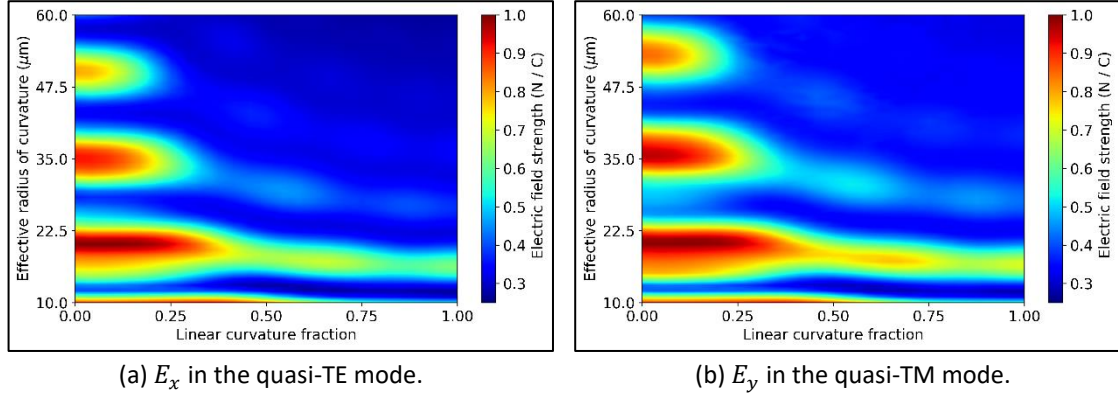 60.0
47.5
35.0
22.5
10.0
Effective radius of curvature (μm)
0.00 0.25 0.50 0.75 1.00
Linear curvature fraction
1.0
0.9
0.8
0.7
0.6
0.5
0.4
0.3
Electric field strength (N / C)
(a) Eₓ in the quasi-TE mode.
60.0
47.5
35.0
22.5
10.0
Effective radius of curvature (μm)
0.00 0.25 0.50 0.75 1.00
Linear curvature fraction
1.0
0.9
0.8
0.7
0.6
0.5
0.4
0.3
Electric field strength (N / C)
(b) E_y in the quasi-TM mode.